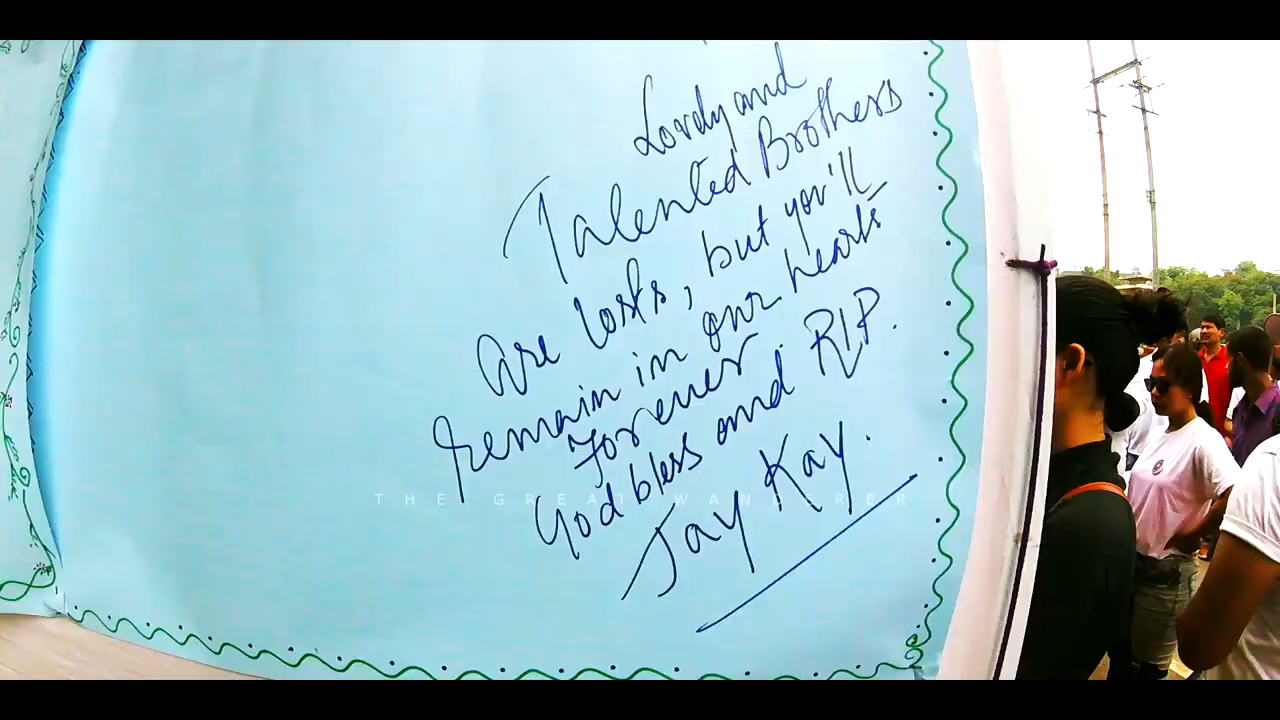 Lovely and
Talented Brothers
are losts, but you'll
remain in our hearts
forever.
God bless and RIP.
Jay Kay.
THE GREAT WANDERER